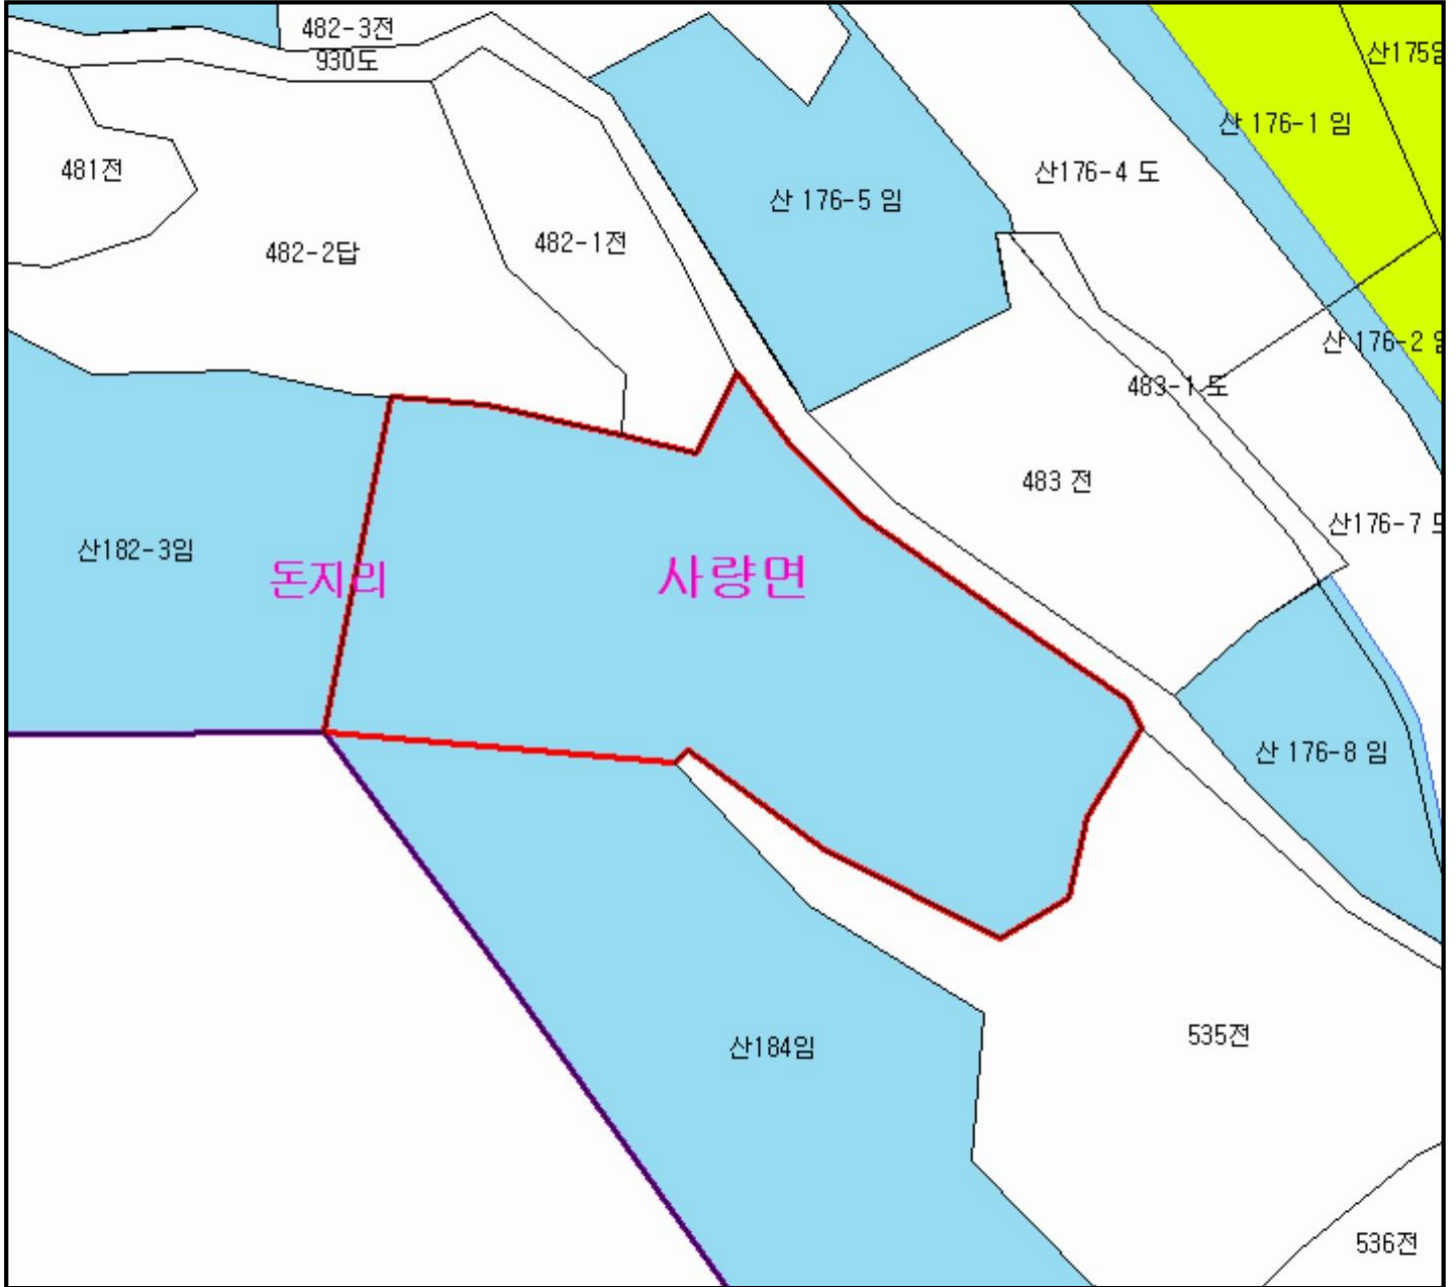 482-3전
930도
산175임
산 176-1 임
481전
산176-4 도
산 176-5 임
482-1전
482-2답
산 176-2 임
483-1 도
483 전
산176-7 도
산182-3임
돈지리
사량면
산 176-8 임
535전
산184임
536전